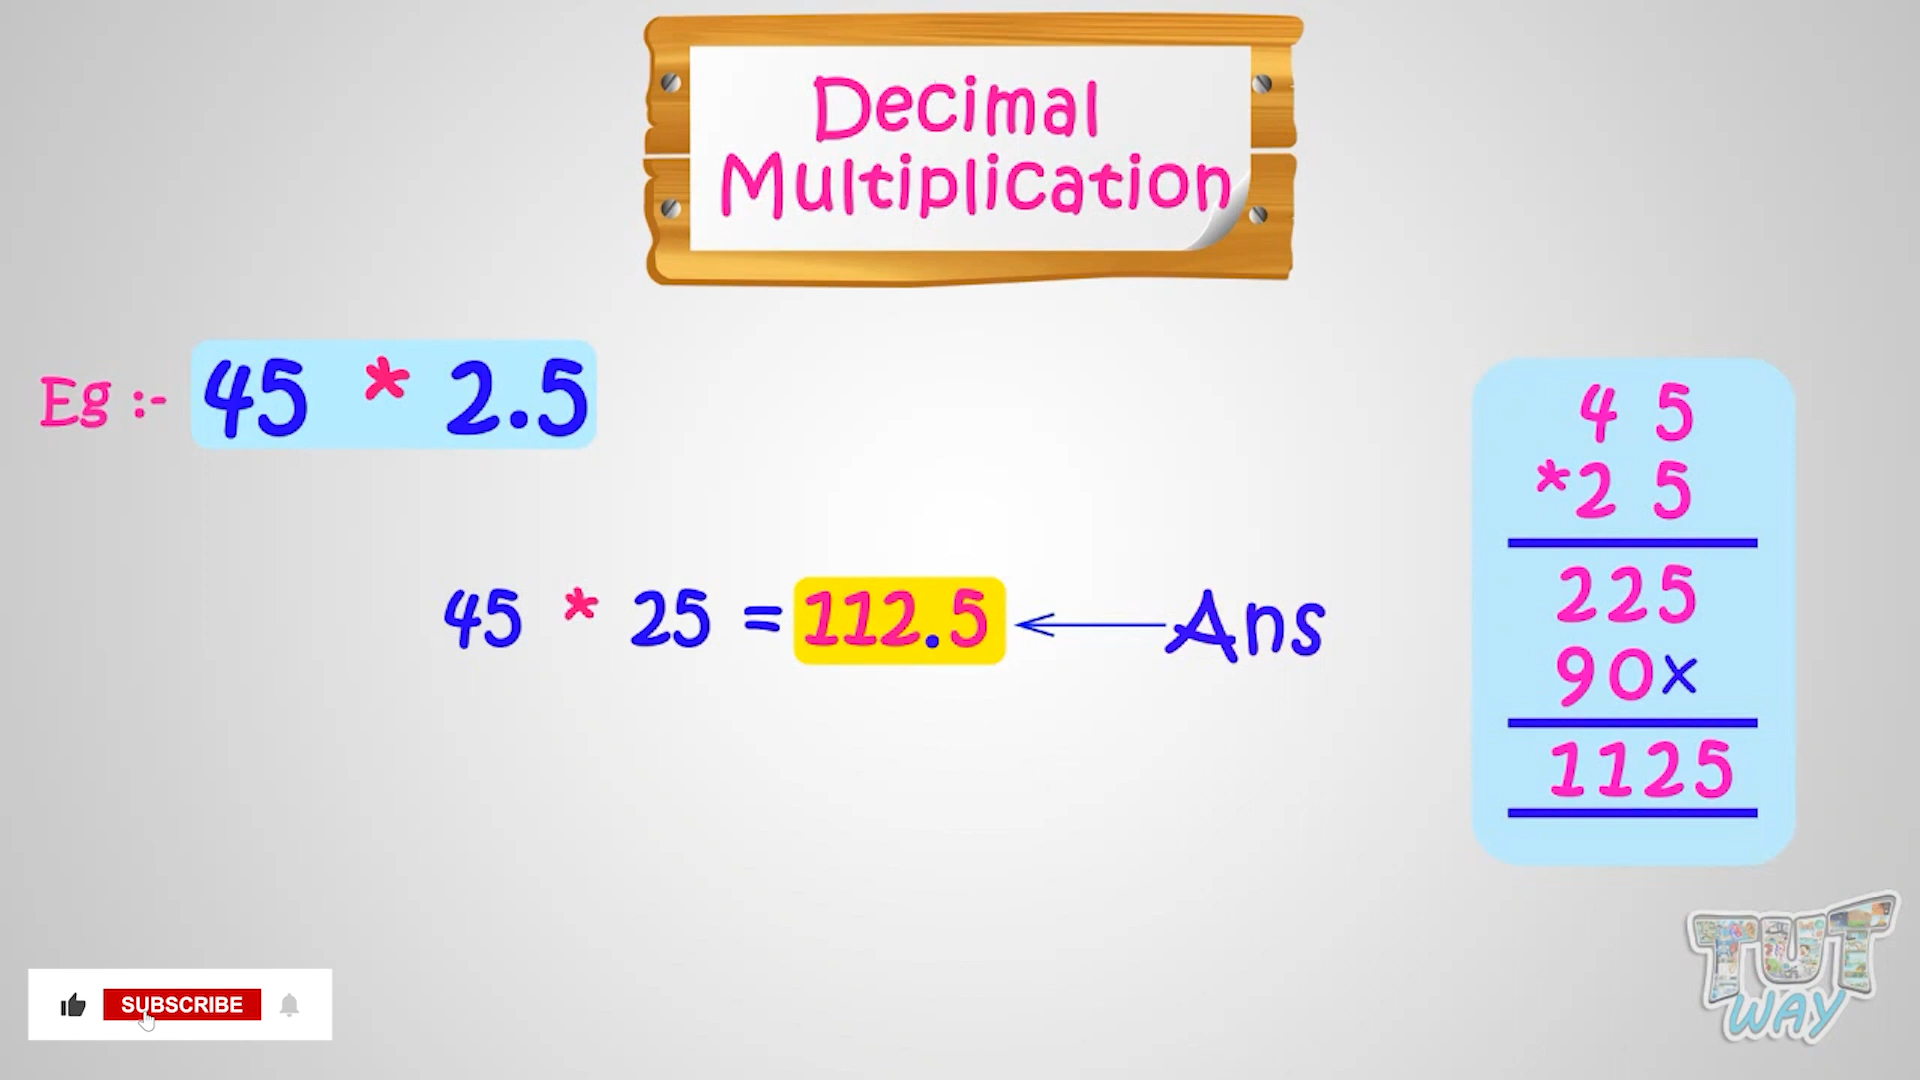 Decimal
Multiplication
Eg :- 45 * 2.5
45 * 25 = 112.5 Ans
4 5
*2 5
225
90x
1125
SUBSCRIBE
TUT
WAY